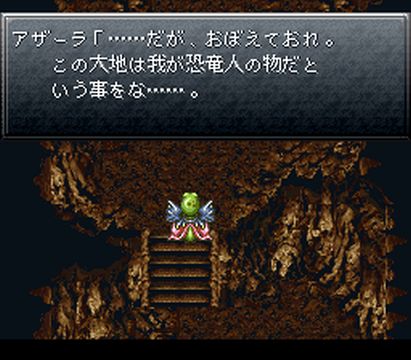 アザーラ「‥‥‥だが、おぼえておれ。
この大地は我が恐竜人の物だと
いう事をな‥‥‥。